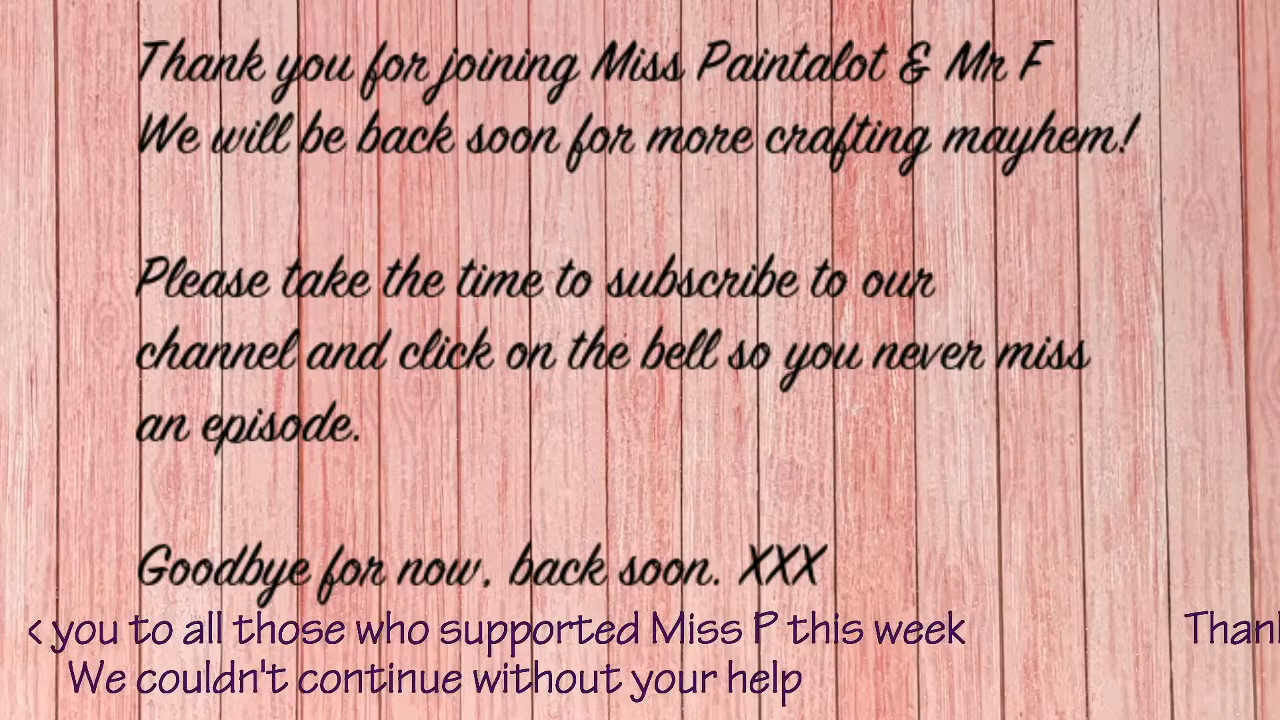 Thank you for joining Miss Paintalot & Mr F
We will be back soon for more crafting mayhem!
Please take the time to subscribe to our
channel and click on the bell so you never miss
an episode.
Goodbye for now, back soon. XXX
you to all those who supported Miss P this week
We couldn't continue without your help